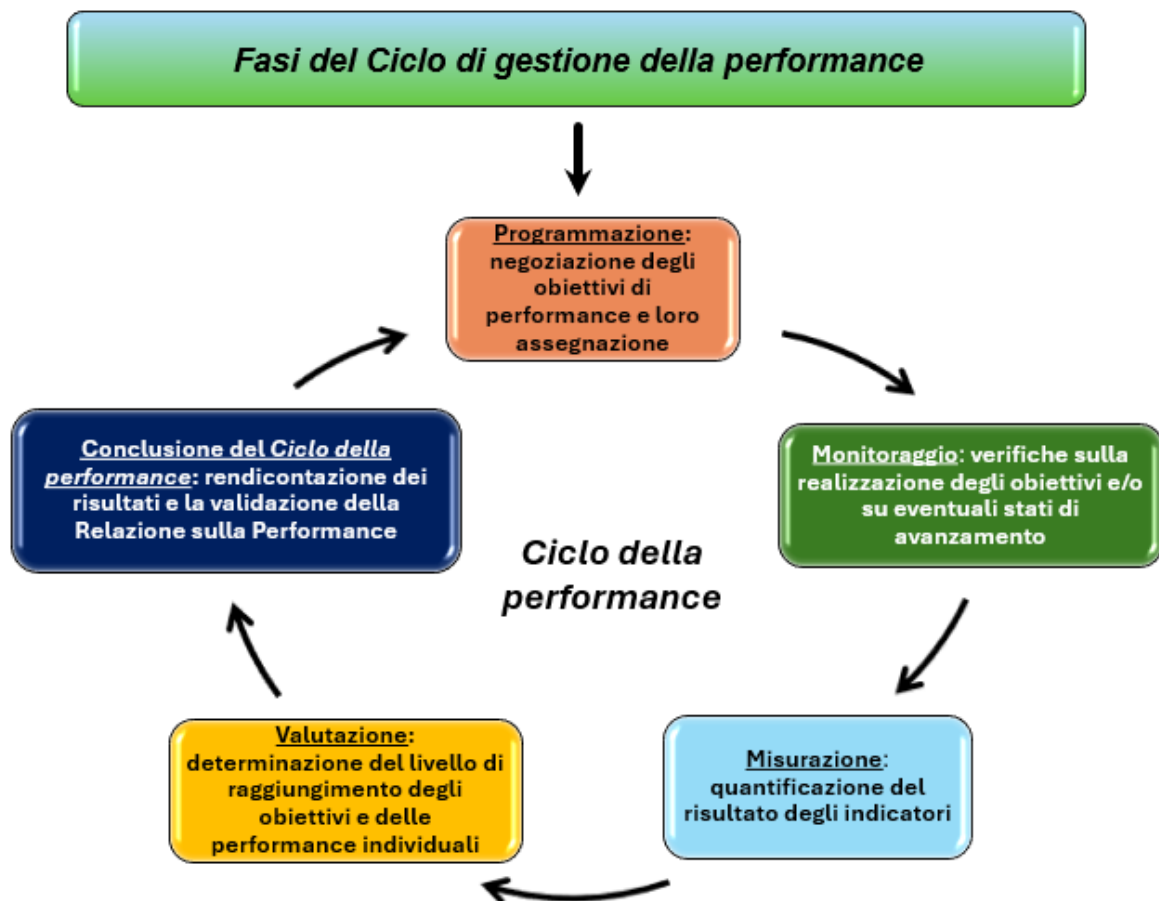 Fasi del Ciclo di gestione della performance
Programmazione:
negoziazione degli
obiettivi di
performance e loro
assegnazione
Monitoraggio: verifiche sulla
realizzazione degli obiettivi e/o
su eventuali stati di
avanzamento
Misurazione:
quantificazione del
risultato degli indicatori
Valutazione:
determinazione del livello di
raggiungimento degli
obiettivi e delle
performance individuali
Conclusione del Ciclo della
performance: rendicontazione dei
risultati e la validazione della
Relazione sulla Performance
Ciclo della
performance